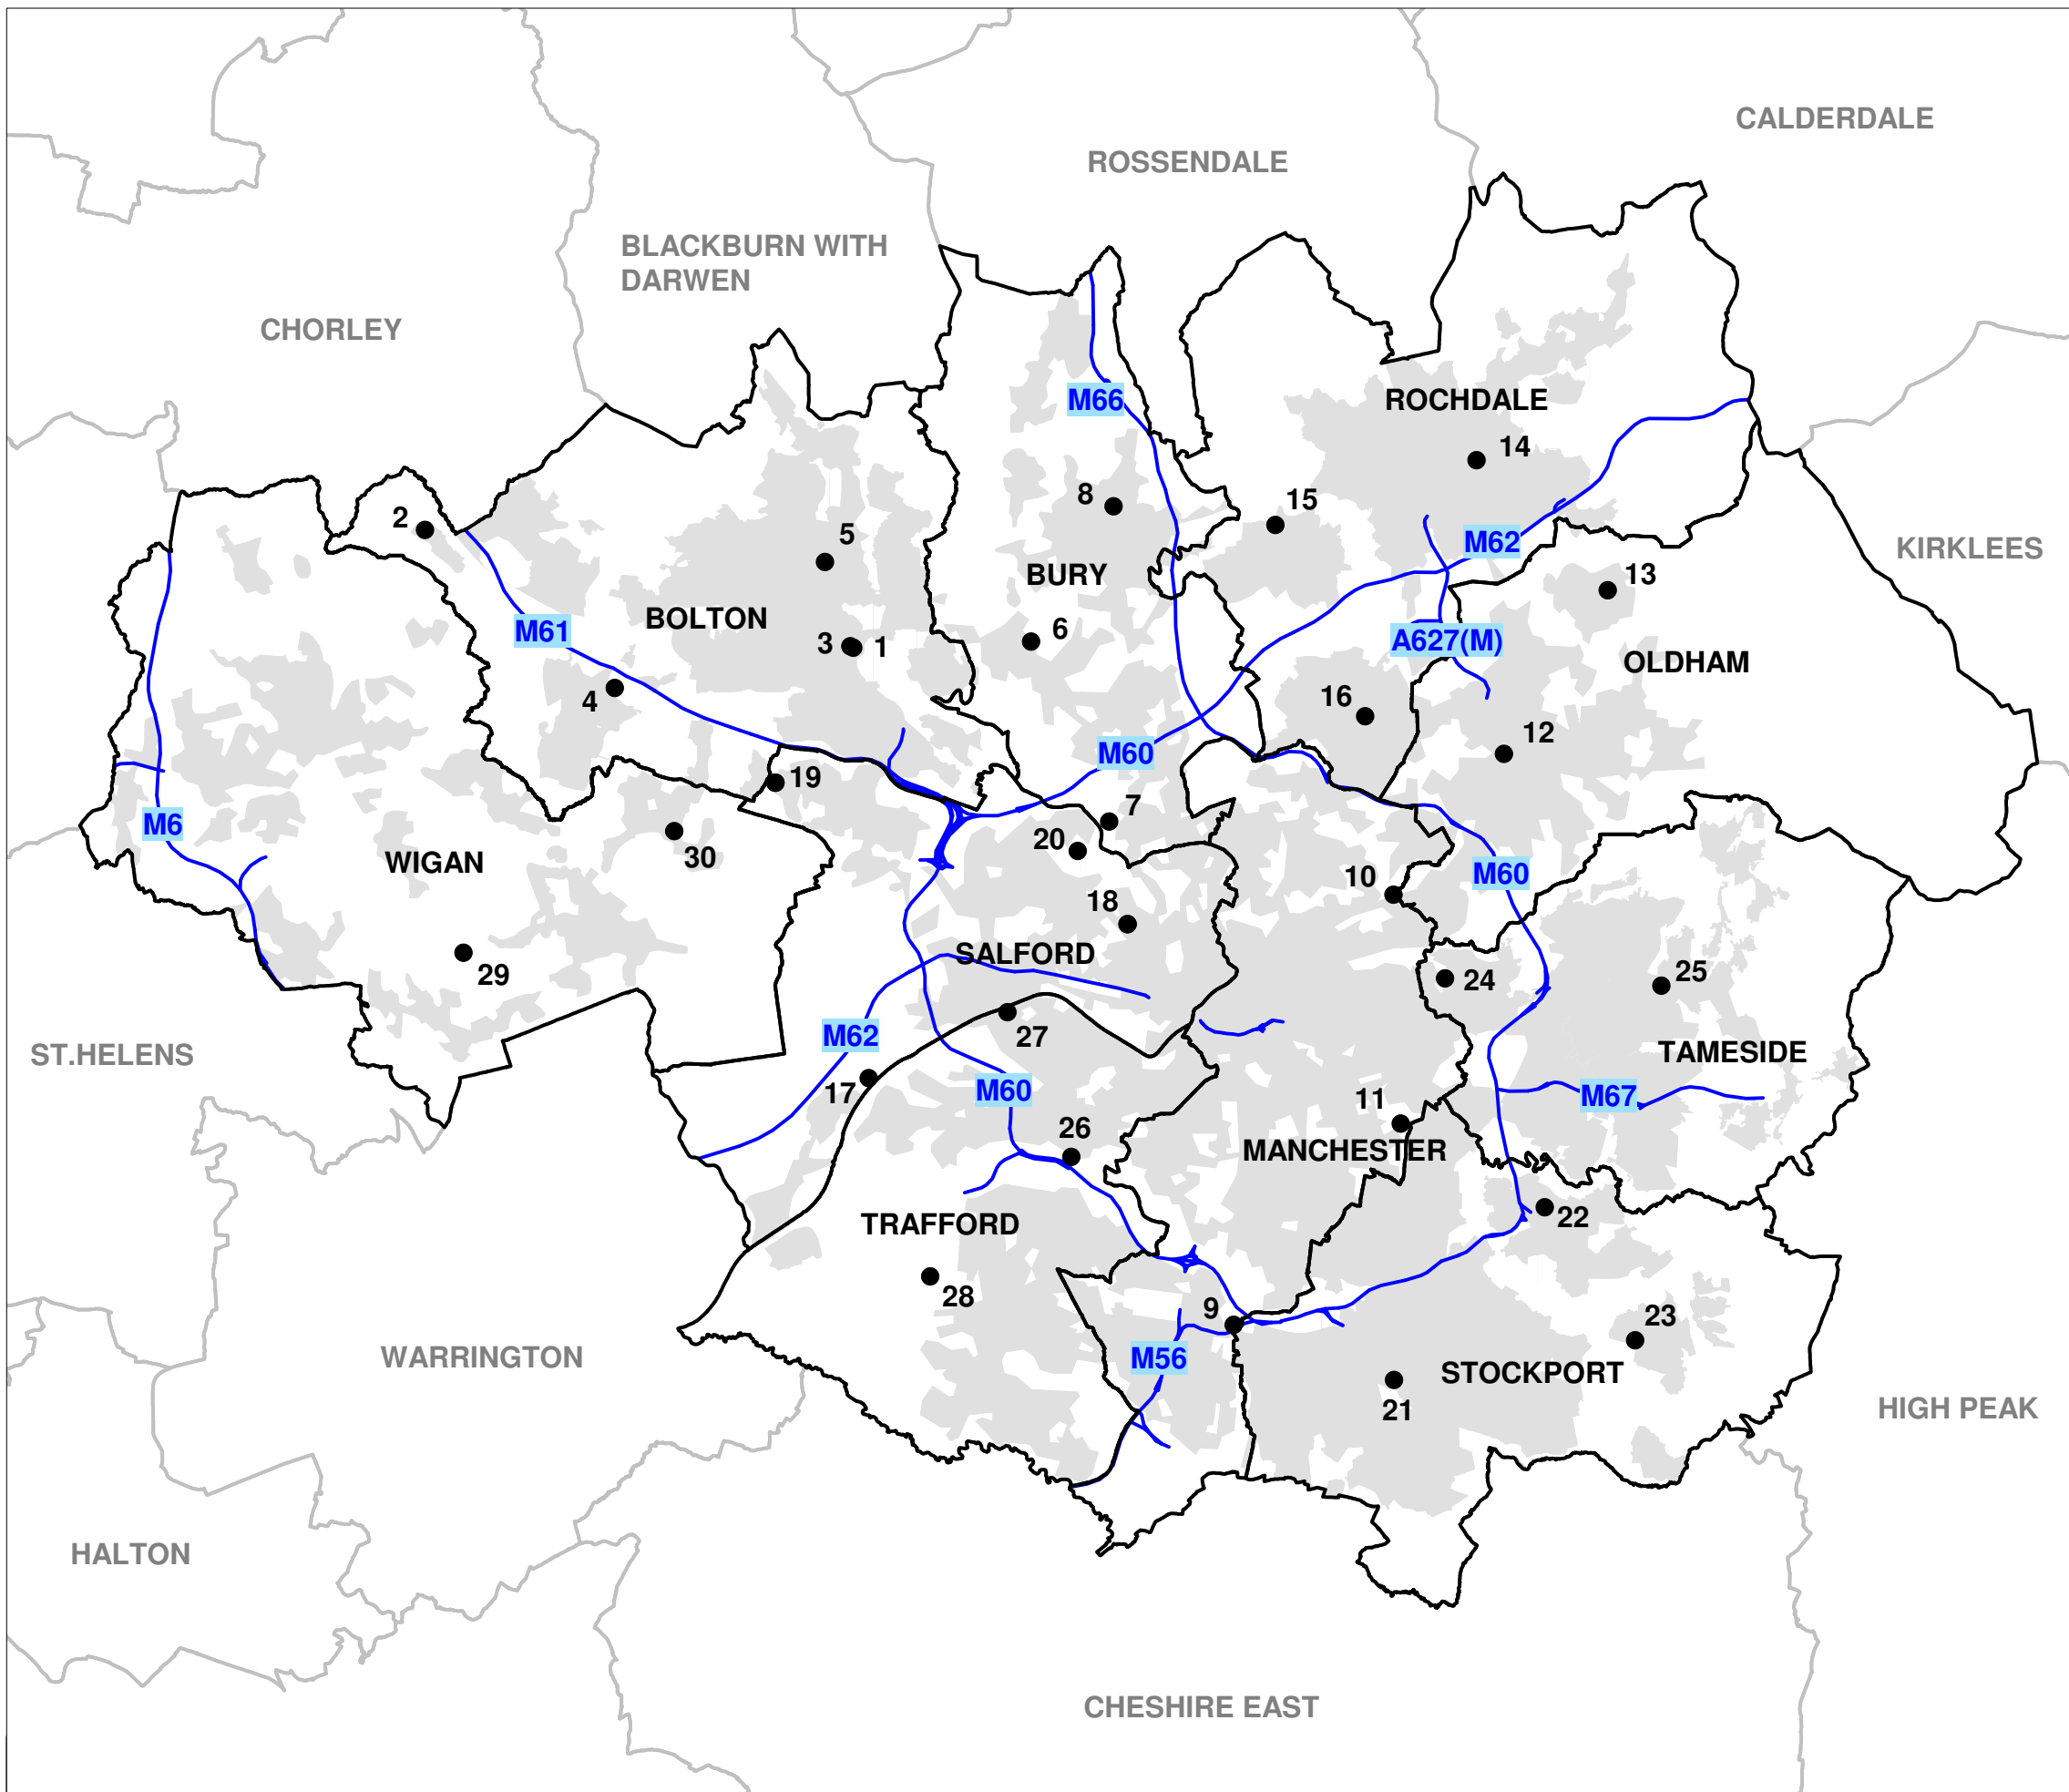 CALDERDALE
ROSSENDALE
BLACKBURN WITH
DARWEN
CHORLEY
M66
ROCHDALE
14
8
15
2
5
M62
KIRKLEES
BURY
13
BOLTON
M61
6
3
1
A627(M)
OLDHAM
4
16
12
M60
19
7
M6
20
30
WIGAN
M60
10
18
SALFORD
29
24
25
27
M62
ST.HELENS
TAMESIDE
17
M60
M67
11
26
MANCHESTER
22
TRAFFORD
28
9
23
WARRINGTON
M56
STOCKPORT
21
HIGH PEAK
HALTON
CHESHIRE EAST